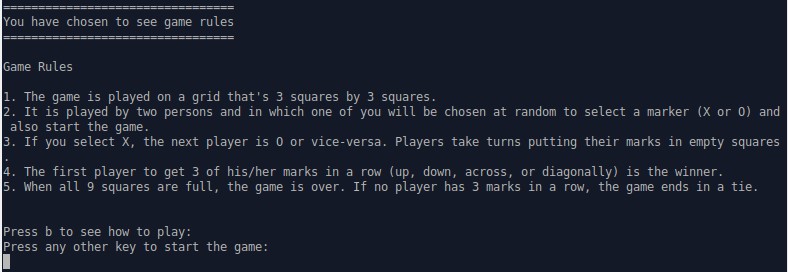 =================================
You have chosen to see game rules
=================================
Game Rules
1. The game is played on a grid that's 3 squares by 3 squares.
2. It is played by two persons and in which one of you will be chosen at random to select a marker (X or O) and
also start the game.
3. If you select X, the next player is O or vice-versa. Players take turns putting their marks in empty squares
.
4. The first player to get 3 of his/her marks in a row (up, down, across, or diagonally) is the winner.
5. When all 9 squares are full, the game is over. If no player has 3 marks in a row, the game ends in a tie.
Press b to see how to play:
Press any other key to start the game: